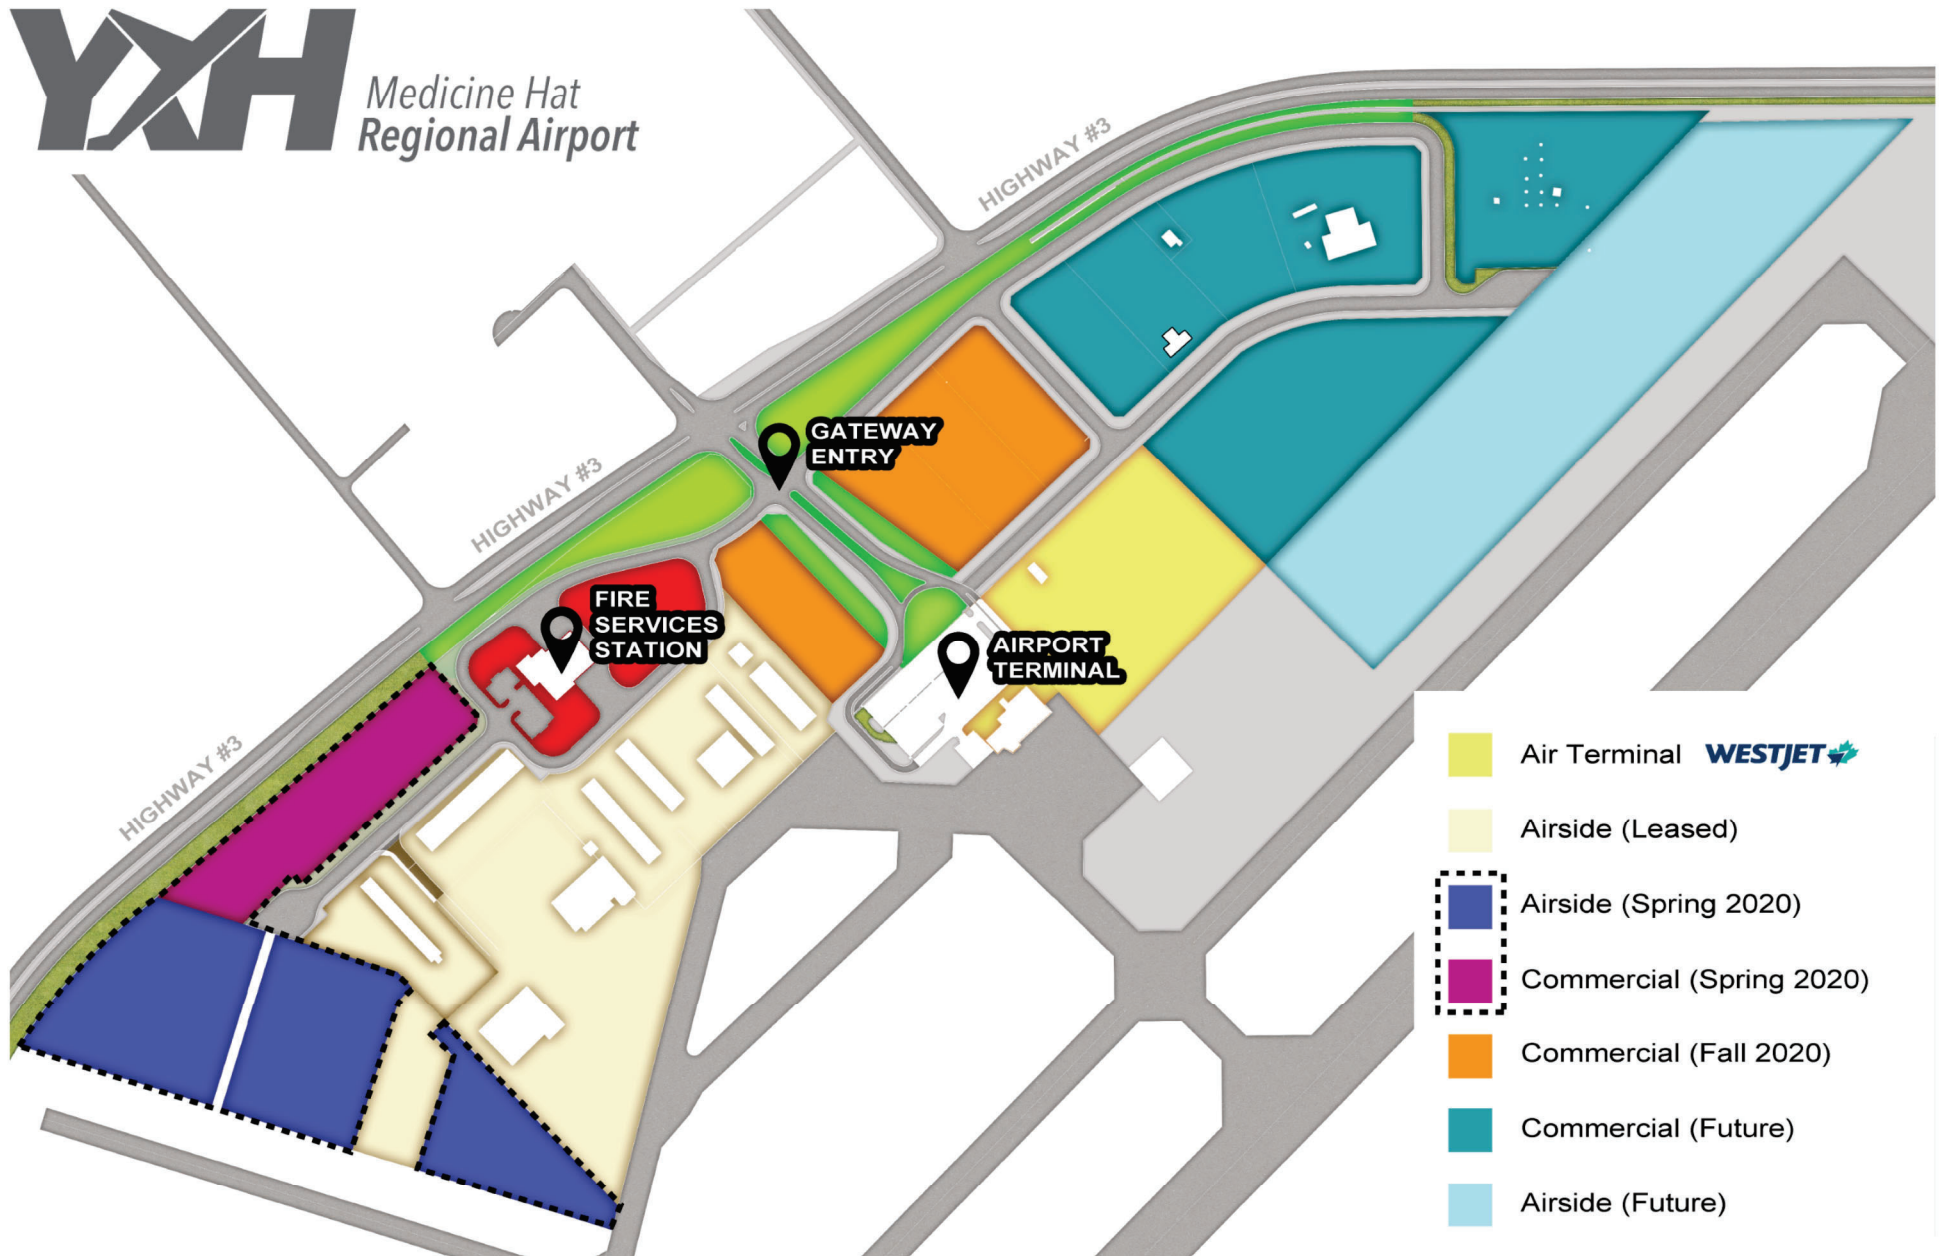 YXH
Medicine Hat
Regional Airport
HIGHWAY #3
GATEWAY
ENTRY
HIGHWAY #3
FIRE
SERVICES
STATION
AIRPORT
TERMINAL
HIGHWAY #3
Air Terminal WESTJET
Airside (Leased)
Airside (Spring 2020)
Commercial (Spring 2020)
Commercial (Fall 2020)
Commercial (Future)
Airside (Future)